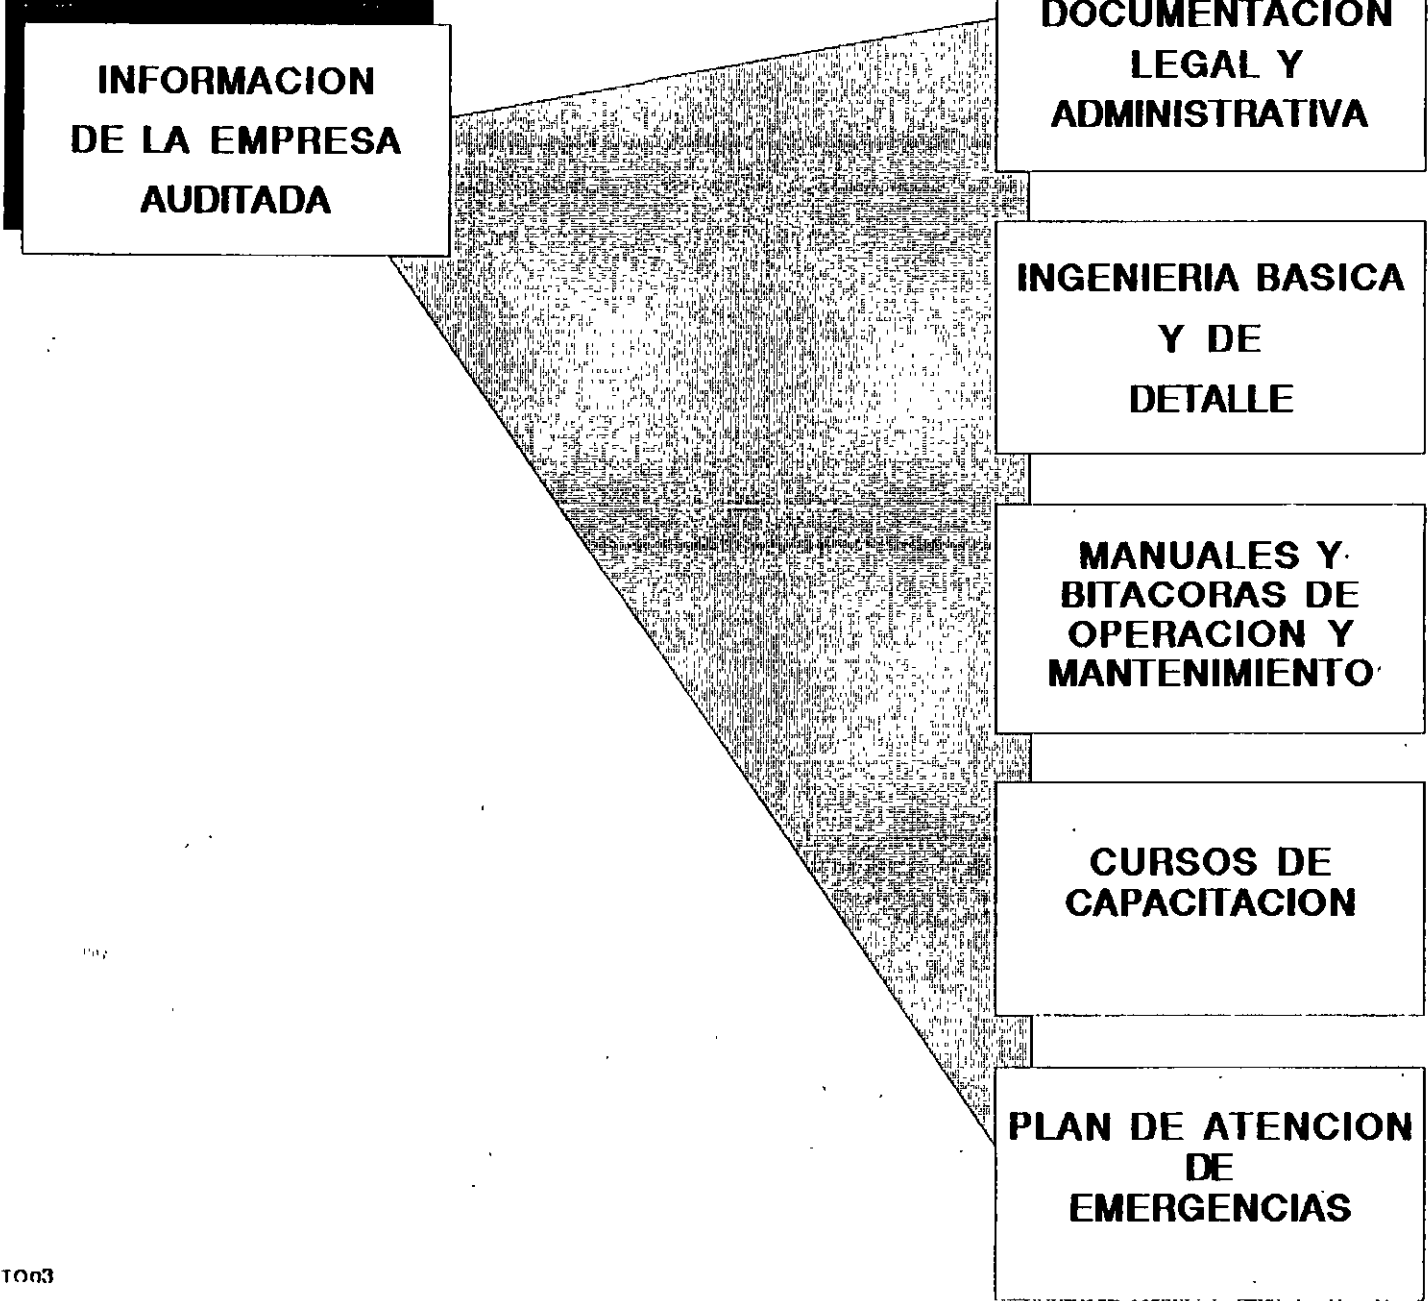 INFORMACION
DE LA EMPRESA
AUDITADA
DOCUMENTACION
LEGAL Y
ADMINISTRATIVA
INGENIERIA BASICA
Y DE
DETALLE
MANUALES Y
BITACORAS DE
OPERACION Y
MANTENIMIENTO
CURSOS DE
CAPACITACION
PLAN DE ATENCION
DE
EMERGENCIAS